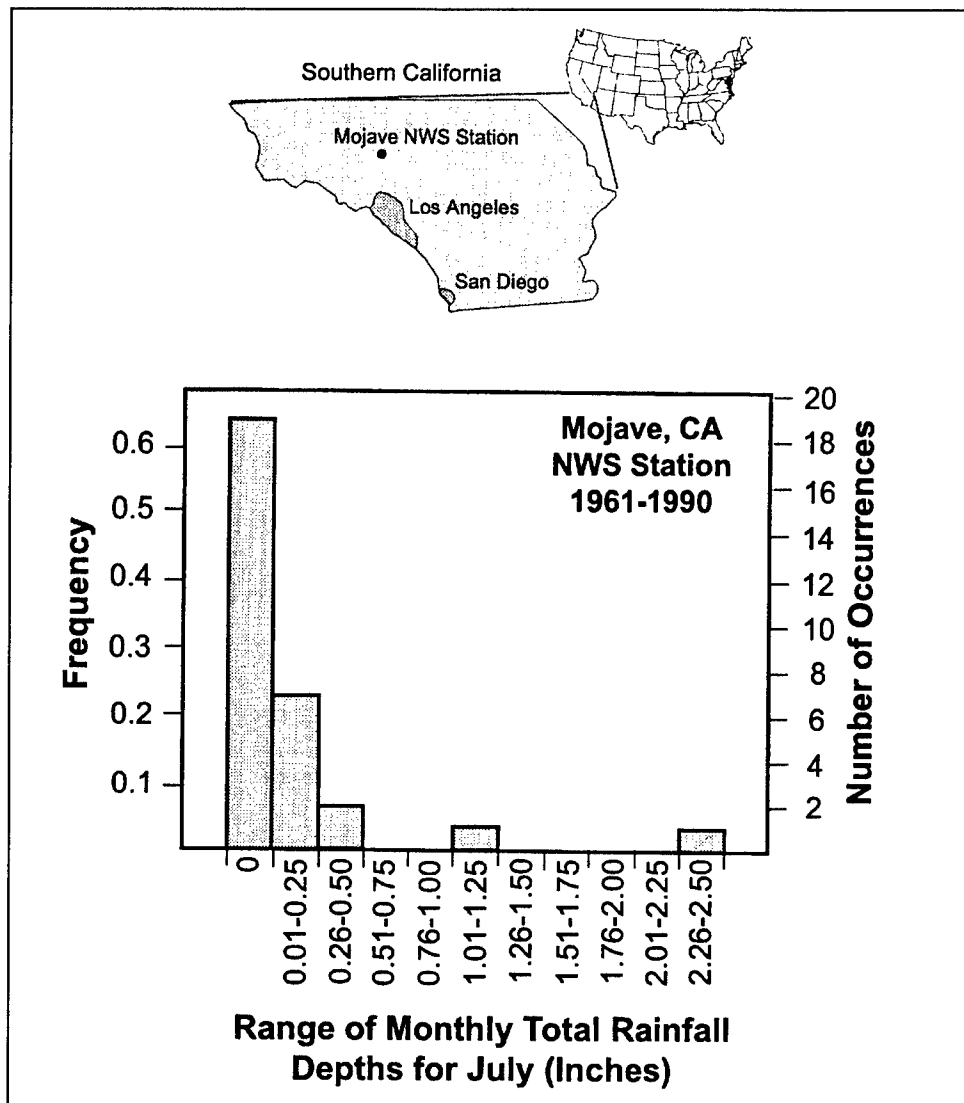 Southern California
Mojave NWS Station
Los Angeles
San Diego
Mojave, CA
NWS Station
1961-1990
Frequency
0.6
0.5
0.4
0.3
0.2
0.1
20
18
16
14
12
10
8
6
4
2
Number of Occurrences
0
0.01-0.25
0.26-0.50
0.51-0.75
0.76-1.00
1.01-1.25
1.26-1.50
1.51-1.75
1.76-2.00
2.01-2.25
2.26-2.50
Range of Monthly Total Rainfall
Depths for July (Inches)